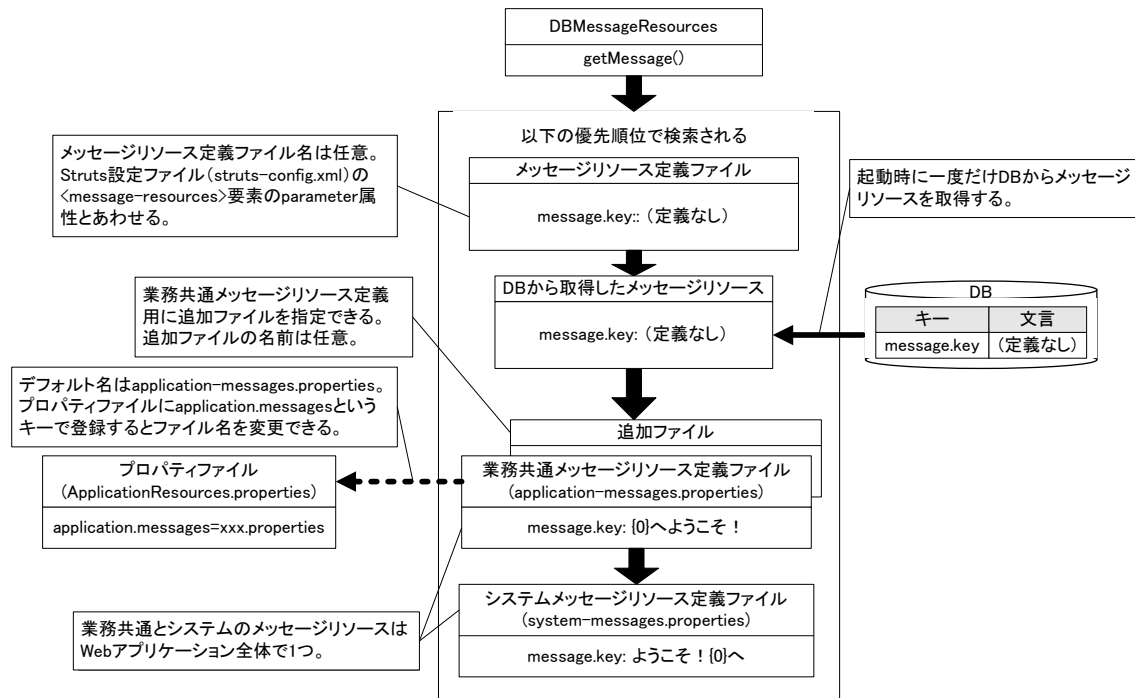 DBMessageResources
getMessage()
以下の優先順位で検索される
メッセージリソース定義ファイル名は任意。
Struts設定ファイル(struts-config.xml)の
<message-resources>要素のparameter属
性とあわせる。
メッセージリソース定義ファイル
message.key:: (定義なし)
起動時に一度だけDBからメッセージ
リソースを取得する。
DBから取得したメッセージリソース
message.key: (定義なし)
DB
キー 文言
message.key (定義なし)
業務共通メッセージリソース定義
用に追加ファイルを指定できる。
追加ファイルの名前は任意。
デフォルト名はapplication-messages.properties。
プロパティファイルにapplication.messagesという
キーで登録するとファイル名を変更できる。
追加ファイル
プロパティファイル
(ApplicationResources.properties)
application.messages=xxx.properties
業務共通メッセージリソース定義ファイル
(application-messages.properties)
message.key: {0}へようこそ!
システムメッセージリソース定義ファイル
(system-messages.properties)
message.key: ようこそ!{0}へ
業務共通とシステムのメッセージリソースは
Webアプリケーション全体で1つ。